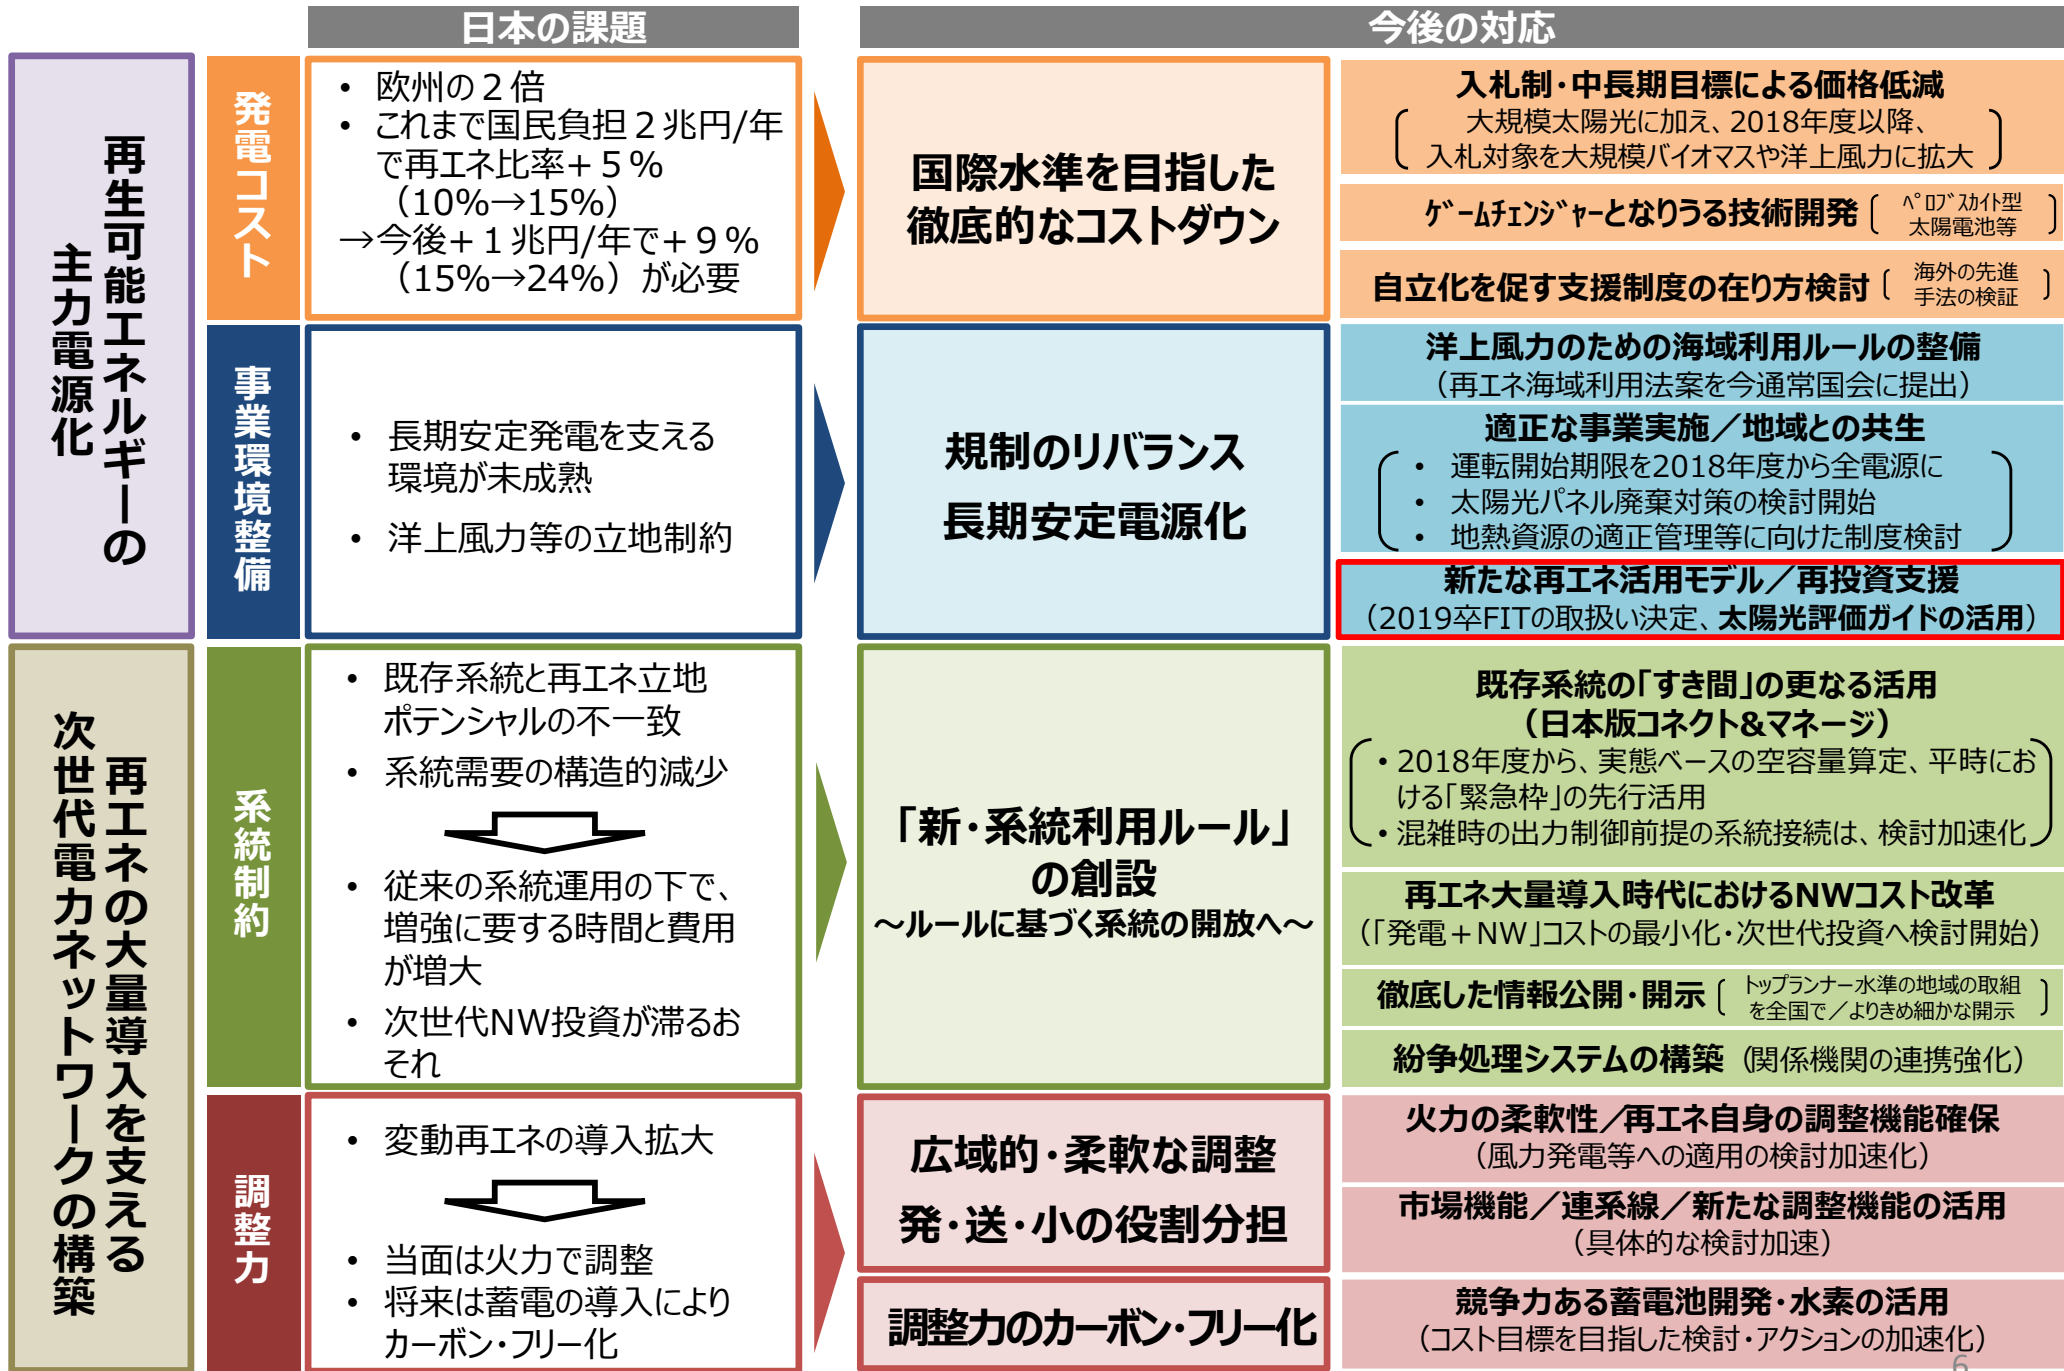 日本の課題
今後の対応
再生可能エネルギーの
主力電源化
発電コスト
• 欧州の２倍
• これまで国民負担２兆円/年
で再エネ比率+５%
（10%→15%）
→今後+１兆円/年で+９%
（15%→24%）が必要
国際水準を目指した
徹底的なコストダウン
入札制・中長期目標による価格低減
大規模太陽光に加え、2018年度以降、
入札対象を大規模バイオマスや洋上風力に拡大
ｹﾞｰﾑﾁｪﾝｼﾞｬｰとなりうる技術開発
ﾍﾟﾛﾌﾞｽｶｲﾄ型
太陽電池等
自立化を促す支援制度の在り方検討
海外の先進
手法の検証
事業環境整備
• 長期安定発電を支える
環境が未成熟
• 洋上風力等の立地制約
規制のリバランス
長期安定電源化
洋上風力のための海域利用ルールの整備
（再エネ海域利用法案を今通常国会に提出）
適正な事業実施／地域との共生
• 運転開始期限を2018年度から全電源に
• 太陽光パネル廃棄対策の検討開始
• 地熱資源の適正管理等に向けた制度検討
新たな再エネ活用モデル／再投資支援
（2019卒FITの取扱い決定、太陽光評価ガイドの活用）
再エネの大量導入を支える
次世代電力ネットワークの構築
系統制約
• 既存系統と再エネ立地
ポテンシャルの不一致
• 系統需要の構造的減少
• 従来の系統運用の下で、
増強に要する時間と費用
が増大
• 次世代NW投資が滞るお
それ
「新・系統利用ルール」
の創設
～ルールに基づく系統の開放へ～
既存系統の「すき間」の更なる活用
（日本版コネクト&マネージ）
・2018年度から、実態ベースの空容量算定、平時にお
ける「緊急枠」の先行活用
・混雑時の出力制御前提の系統接続は、検討加速化
再エネ大量導入時代におけるNWコスト改革
（「発電＋NW」コストの最小化・次世代投資へ検討開始）
徹底した情報公開・開示
トップランナー水準の地域の取組
を全国で／よりきめ細かな開示
紛争処理システムの構築（関係機関の連携強化）
調整力
• 変動再エネの導入拡大
• 当面は火力で調整
• 将来は蓄電の導入により
カーボン・フリー化
広域的・柔軟な調整
発・送・小の役割分担
調整力のカーボン・フリー化
火力の柔軟性／再エネ自身の調整機能確保
（風力発電等への適用の検討加速化）
市場機能／連系線／新たな調整機能の活用
（具体的な検討加速）
競争力ある蓄電池開発・水素の活用
（コスト目標を目指した検討・アクションの加速化）
6